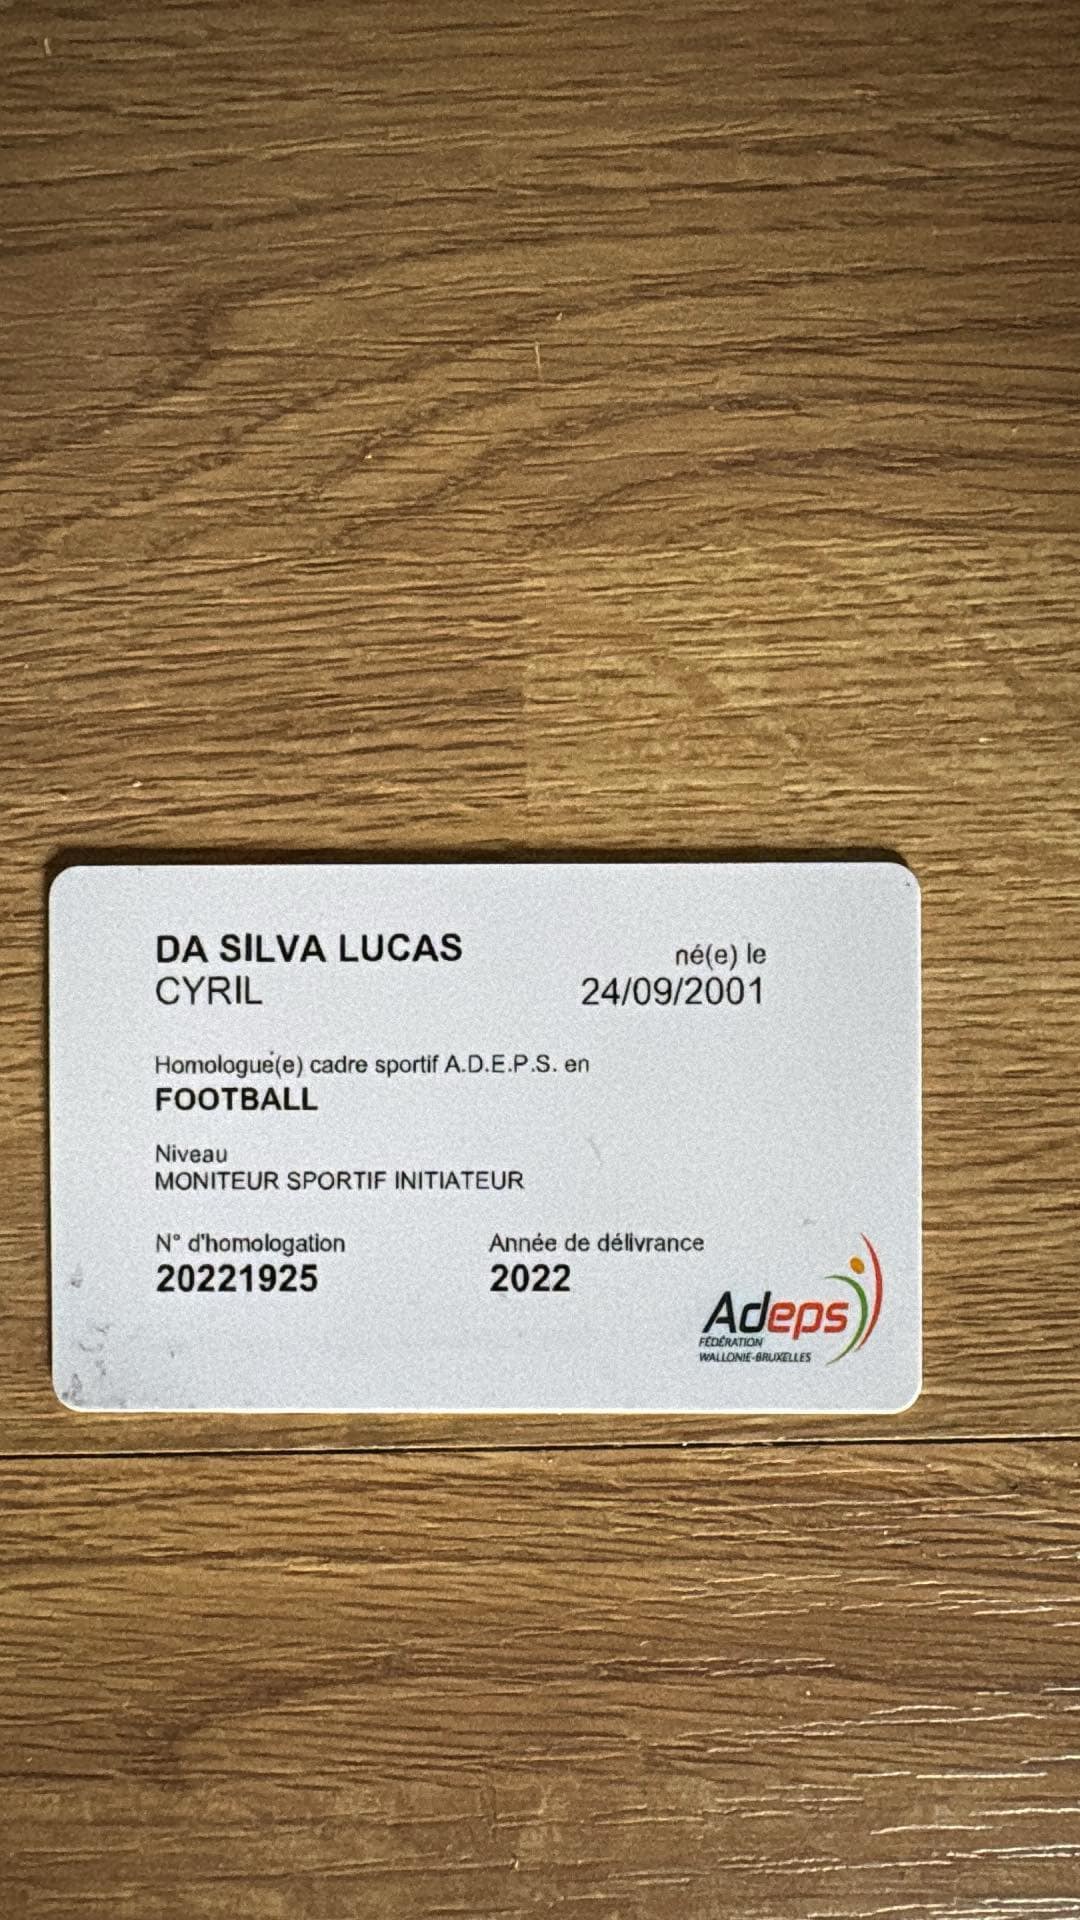 DA SILVA LUCAS
CYRIL
né(e) le
24/09/2001
Homologue(e) cadre sportif A.D.E.P.S. en
FOOTBALL
Niveau
MONITEUR SPORTIF INITIATEUR
N° d'homologation
20221925
Année de délivrance
2022
Adeps
FÉDÉRATION
WALLONIE-BRUXELLES